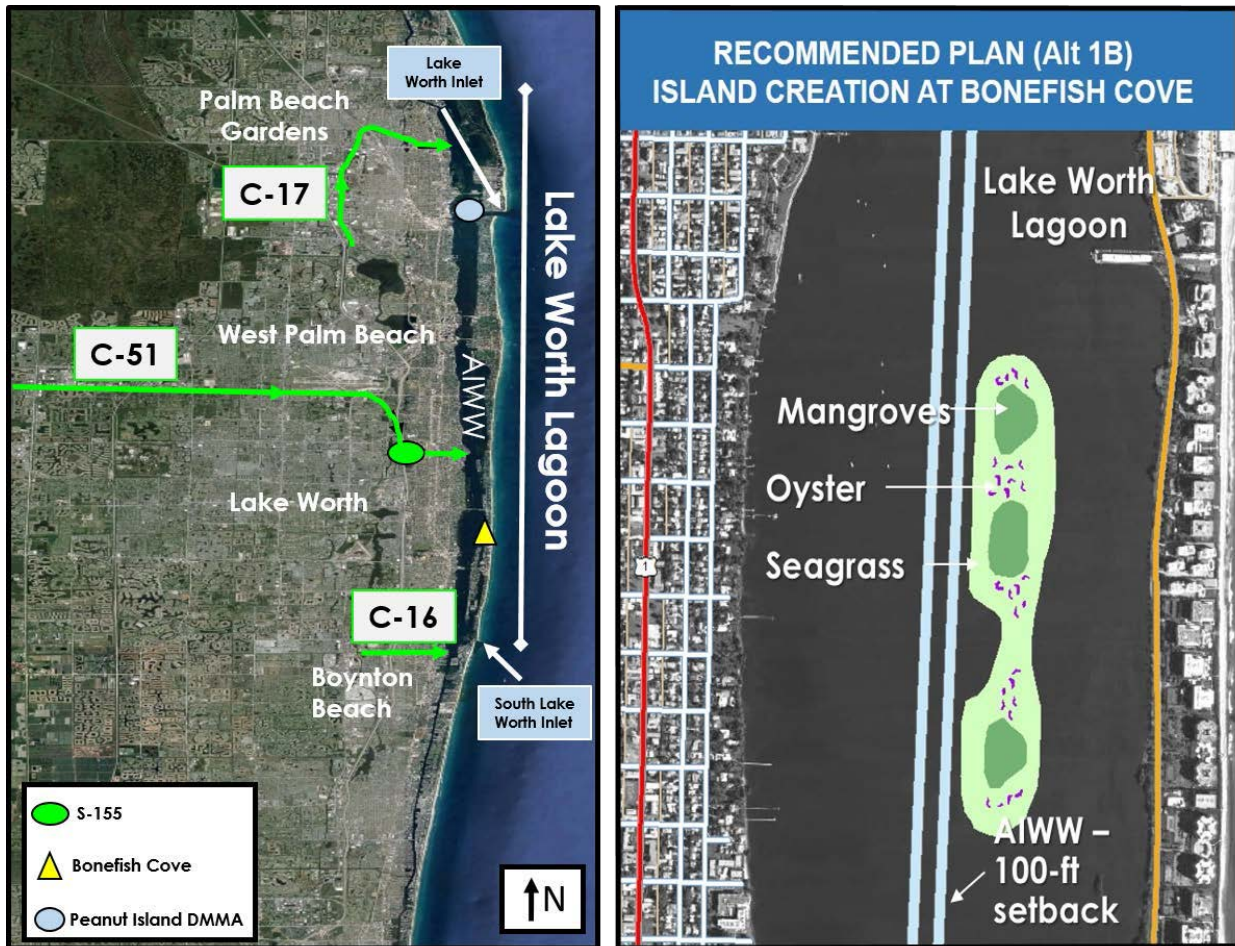 Lake
Worth Inlet
Palm Beach
Gardens
C-17
West Palm Beach
C-51
AIWW
Lake Worth Lagoon
Lake Worth
C-16
Boynton
Beach
South Lake
Worth Inlet
S-155
Bonefish Cove
Peanut Island DMMA
N
RECOMMENDED PLAN (Alt 1B)
ISLAND CREATION AT BONEFISH COVE
Lake Worth
Lagoon
Mangroves
Oyster
Seagrass
1
AIWW –
100-ft
setback